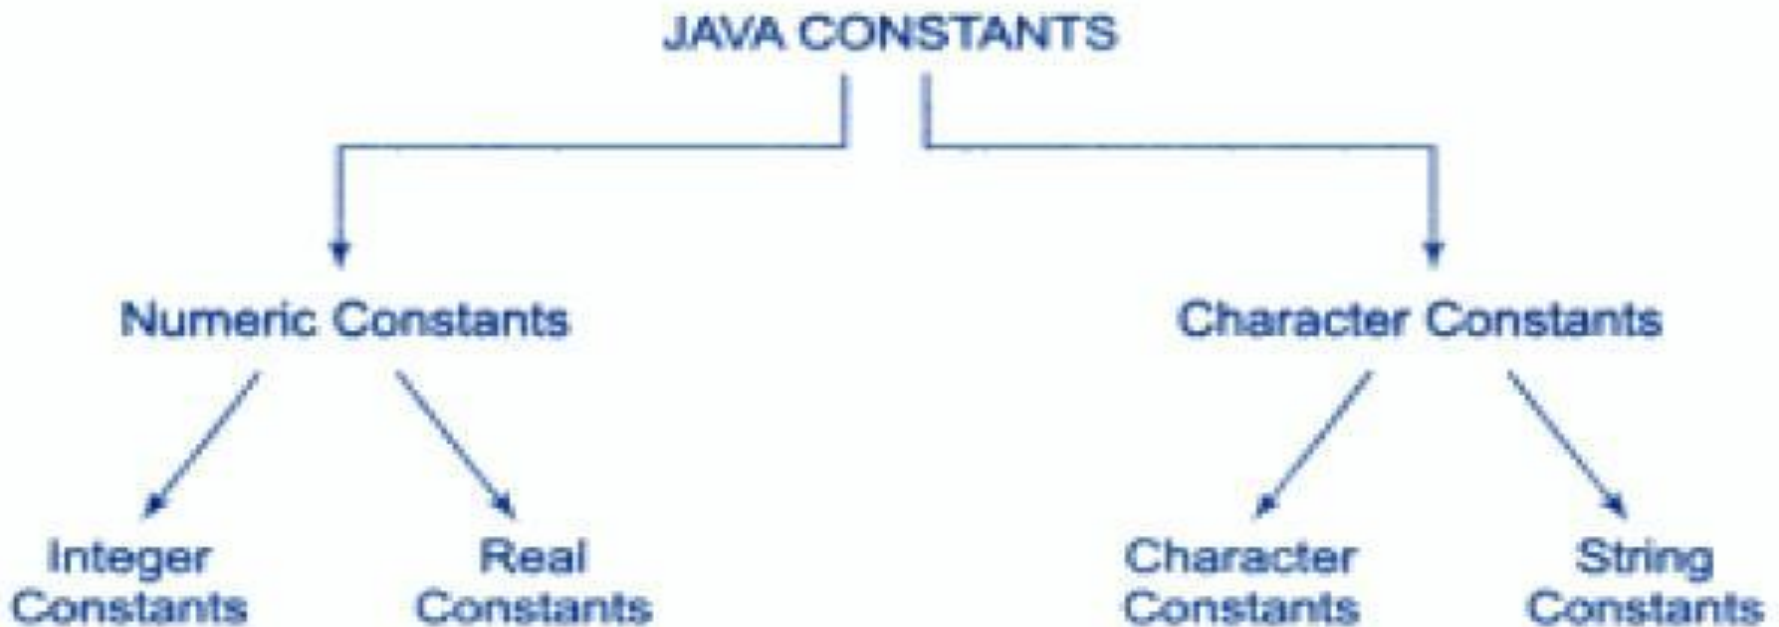 JAVA CONSTANTS
Numeric Constants
Character Constants
Integer
Constants
Real
Constants
Character
Constants
String
Constants